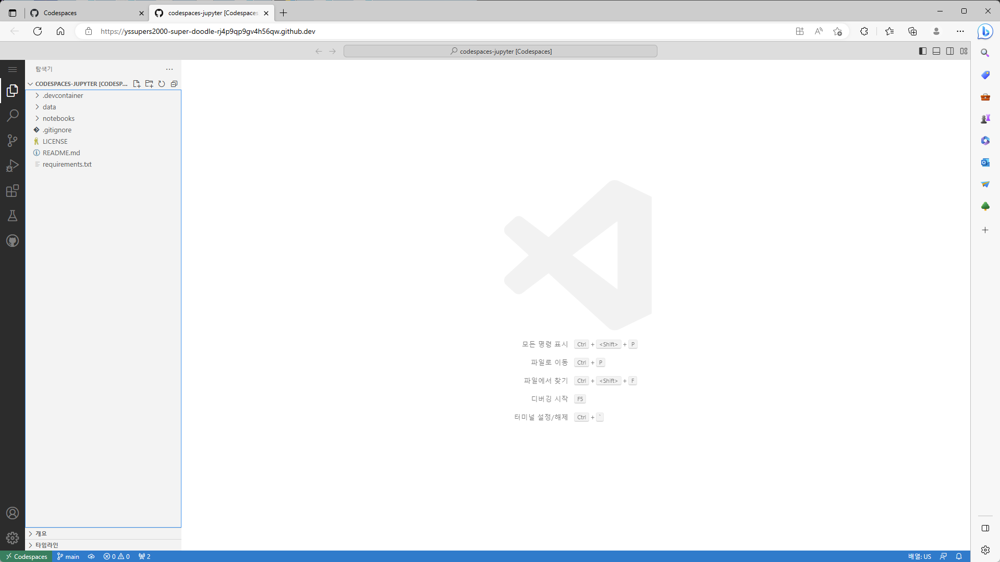 Codespaces
codespaces-jupyter [Codespaces
https://yssupers2000-super-doodle-rj4p9qp9gv4h56qw.github.dev
codespaces-jupyter [Codespaces]
탐색기
CODESPACES-JUPYTER [CODESP...
.devcontainer
data
notebooks
.gitignore
LICENSE
README.md
requirements.txt
모든 명령 표시 Ctrl + <Shift> + P
파일로 이동 Ctrl + P
파일에서 찾기 Ctrl + <Shift> + F
디버깅 시작 F5
터미널 설정/해제 Ctrl + `
개요
타임라인
Codespaces main 0 0 2 배열: US